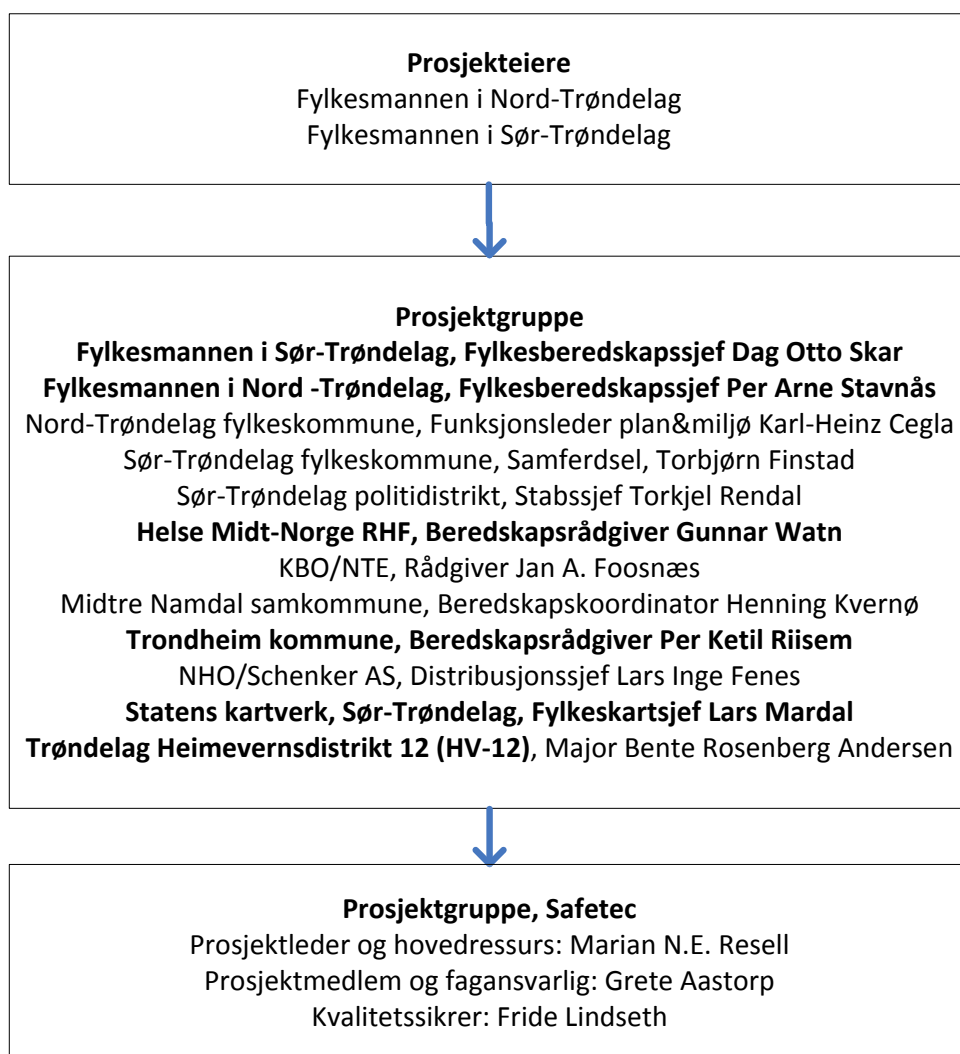 Prosjekteiere
Fylkesmannen i Nord-Trøndelag
Fylkesmannen i Sør-Trøndelag
Prosjektgruppe
Fylkesmannen i Sør-Trøndelag, Fylkesberedskapssjef Dag Otto Skar
Fylkesmannen i Nord -Trøndelag, Fylkesberedskapssjef Per Arne Stavnås
Nord-Trøndelag fylkeskommune, Funksjonsleder plan&miljø Karl-Heinz Cegla
Sør-Trøndelag fylkeskommune, Samferdsel, Torbjørn Finstad
Sør-Trøndelag politidistrikt, Stabssjef Torkjel Rendal
Helse Midt-Norge RHF, Beredskapsrådgiver Gunnar Watn
KBO/NTE, Rådgiver Jan A. Foosnæs
Midtre Namdal samkommune, Beredskapskoordinator Henning Kvernø
Trondheim kommune, Beredskapsrådgiver Per Ketil Riisem
NHO/Schenker AS, Distribusjonssjef Lars Inge Fenes
Statens kartverk, Sør-Trøndelag, Fylkeskartsjef Lars Mardal
Trøndelag Heimevernsdistrikt 12 (HV-12), Major Bente Rosenberg Andersen
Prosjektgruppe, Safetec
Prosjektleder og hovedressurs: Marian N.E. Resell
Prosjektmedlem og fagansvarlig: Grete Aastorp
Kvalitetssikrer: Fride Lindseth